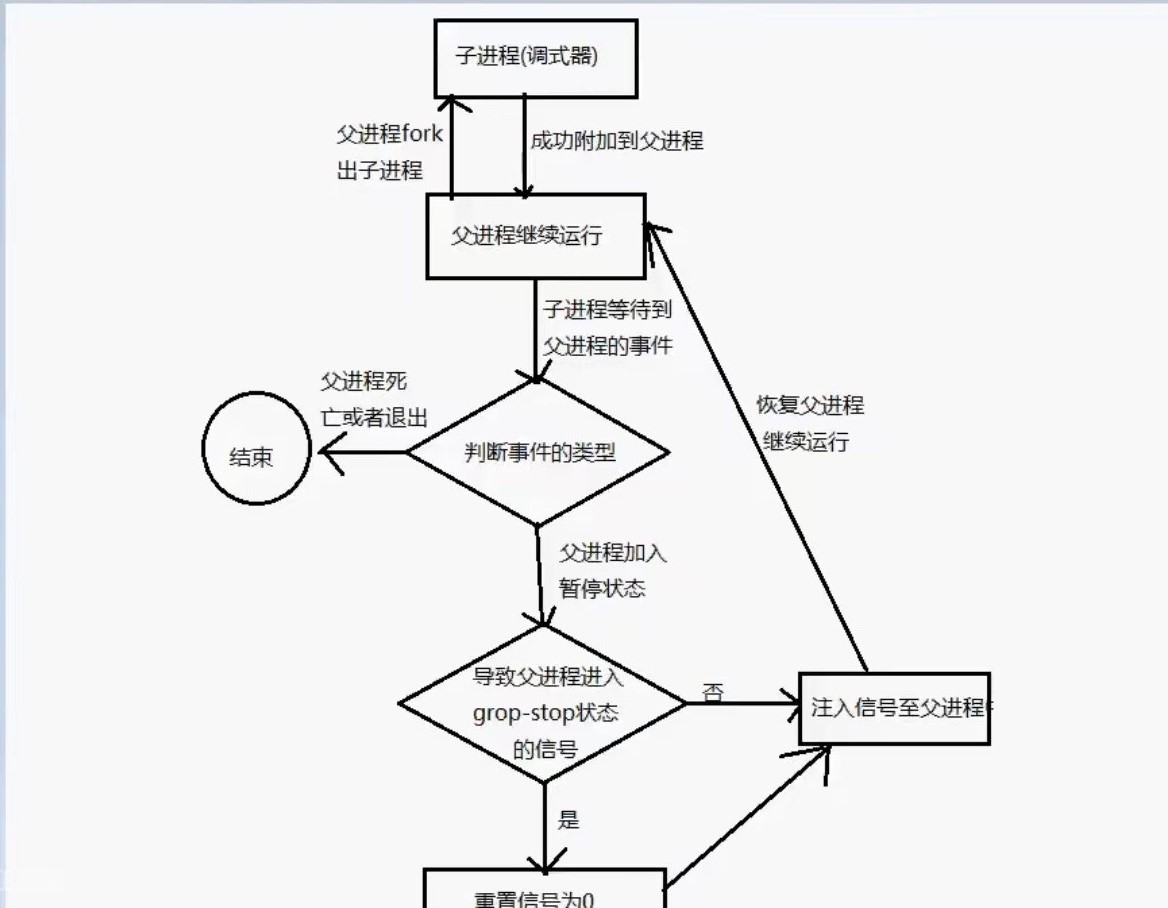 子进程(调式器)
父进程fork
出子进程
成功附加到父进程
父进程继续运行
子进程等待到
父进程的事件
父进程死
亡或者退出
结束
判断事件的类型
恢复父进程
继续运行
父进程加入
暂停状态
导致父进程进入
grop-stop状态
的信号
否
注入信号至父进程
是
重置信号为0